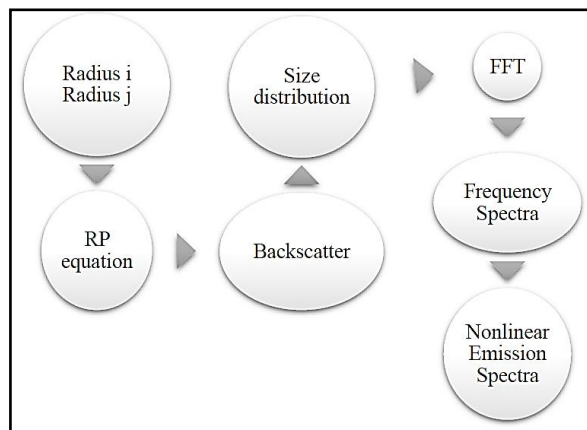 Radius i
Radius j
RP
equation
Backscatter
Size
distribution
FFT
Frequency
Spectra
Nonlinear
Emission
Spectra